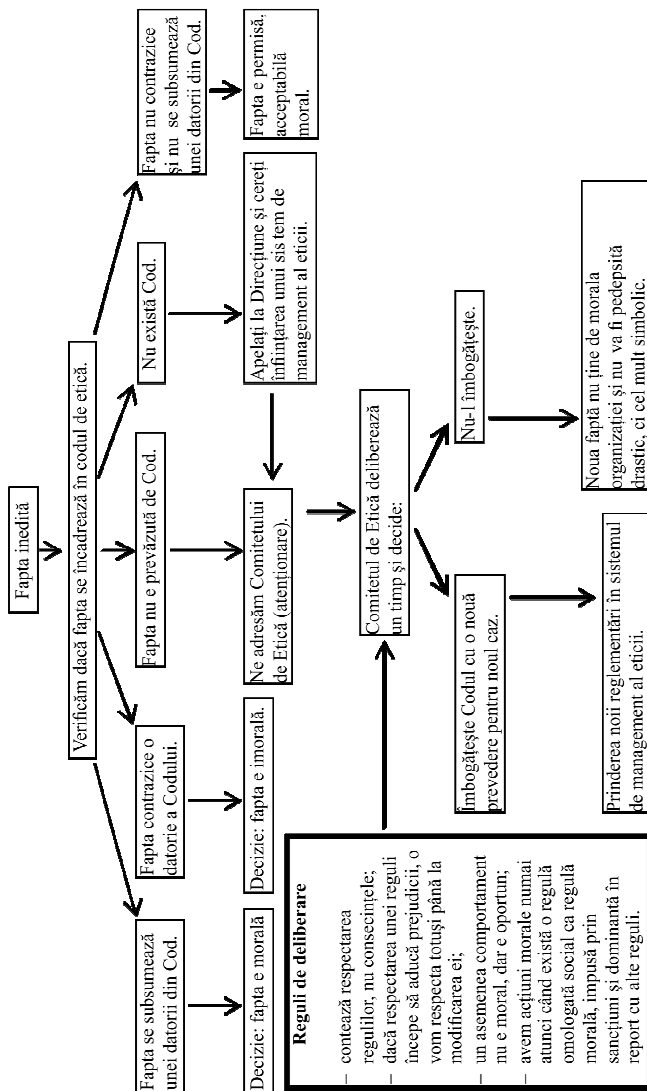 Fapta inedită
Verificăm dacă fapta se încadrează în codul de etică.
Fapta se subsumează
unei datorii din Cod.
Fapta contrazice o
datorie a Codului.
Fapta nu e prevăzută de Cod.
Nu există Cod.
Fapta nu contrazice
și nu se subsumează
unei datorii din Cod.
Decizie: fapta e morală
Decizie: fapta e imorală.
Ne adresăm Comitetului
de Etică (atenționare).
Apelați la Direcțiune și cereți
înființarea unui sis tem de
management al eticii.
Fapta e permisă,
acceptabilă
moral.
Reguli de deliberare
– contează respectarea
regulilor, nu consecințele;
– dacă respectarea unei reguli
începe să aducă prejudicii, o
vom respecta totuși până la
modificarea ei;
– un asemenea comportament
nu e moral, dar e oportun;
– avem acțiuni morale numai
atunci când există o regulă
omologată social ca regulă
morală, impusă prin
sancțiuni și dominantă în
report cu alte reguli.
Comitetul de Etică deliberează
un timp și decide:
Îmbogățește Codul cu o nouă
prevedere pentru noul caz.
Nu-l îmbogățește.
Prinderea noii reglementări în sistemul
de management al eticii.
Noua faptă nu ține de morala
organizației și nu va fi pedepsită
drastic, ci cel mult simbolic.